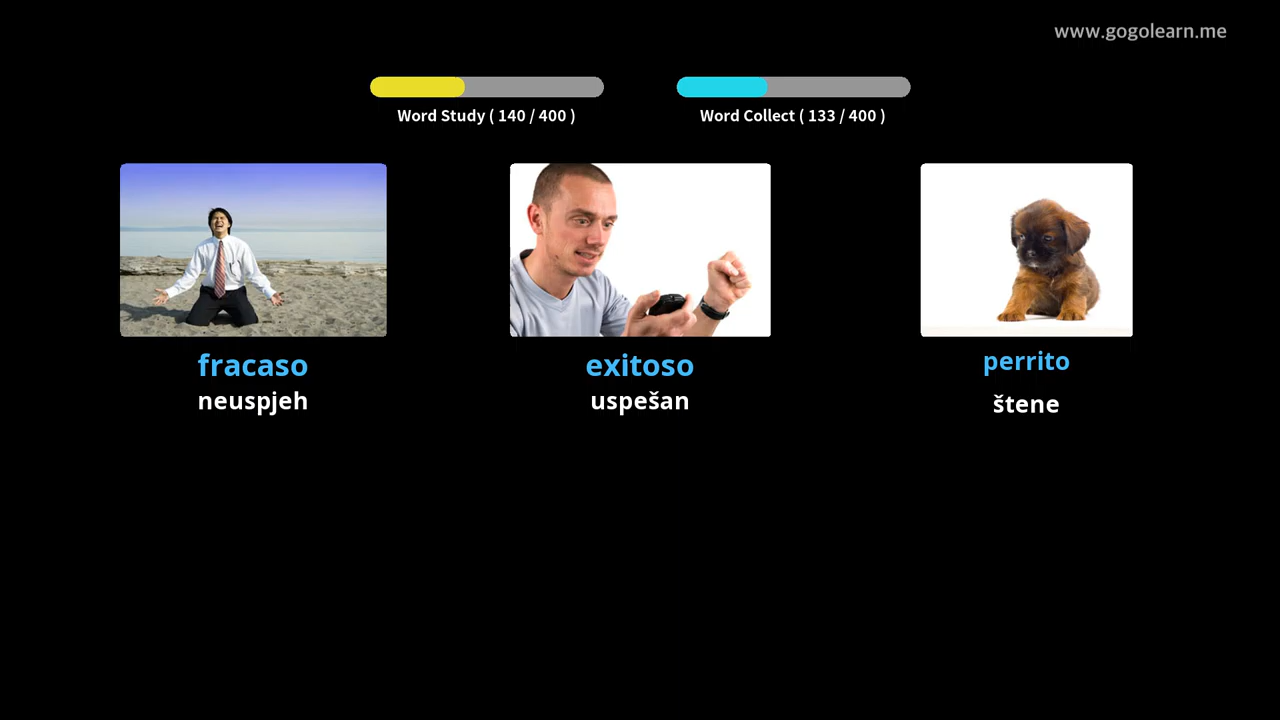 www.gogolearn.me
Word Study ( 140 / 400 )
Word Collect ( 133 / 400 )
fracaso
neuspjeh
exitoso
uspešan
perrito
štene